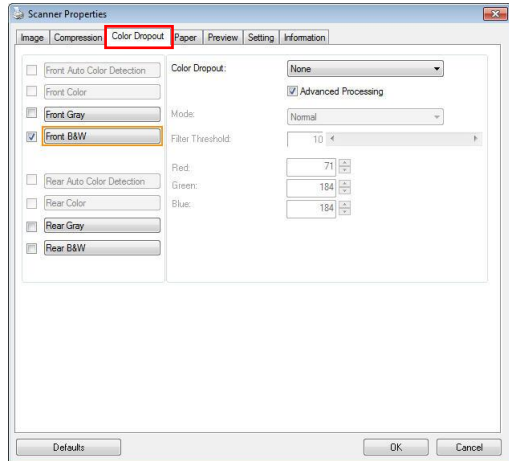 Scanner Properties
Image Compression Color Dropout Paper Preview Setting Information
Front Auto Color Detection
Front Color
Front Gray
Front B&W
Rear Auto Color Detection
Rear Color
Rear Gray
Rear B&W
Color Dropout: None
Advanced Processing
Mode: Normal
Filter Threshold: 10
Red: 71
Green: 184
Blue: 184
Defaults OK Cancel